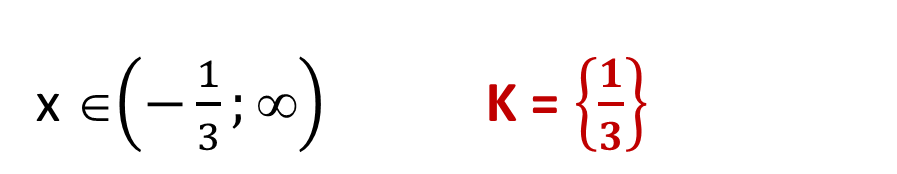 x ∈(−1/3; ∞) K = {1/3}